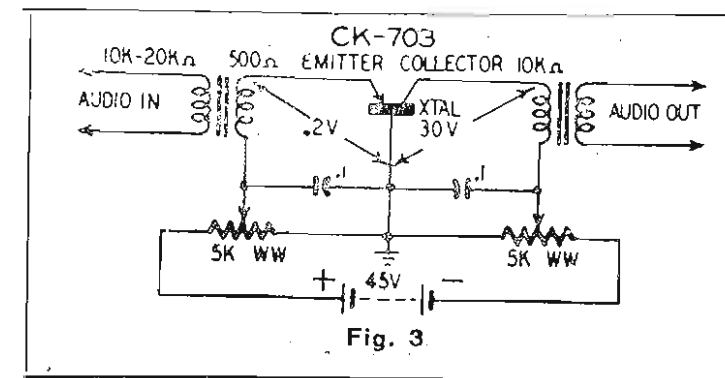 CK-703
10K-20KΩ 500Ω EMITTER COLLECTOR 10KΩ
AUDIO IN
.2V
XTAL
30V
AUDIO OUT
.1
.1
5K WW
5K WW
+ 45V -
Fig. 3